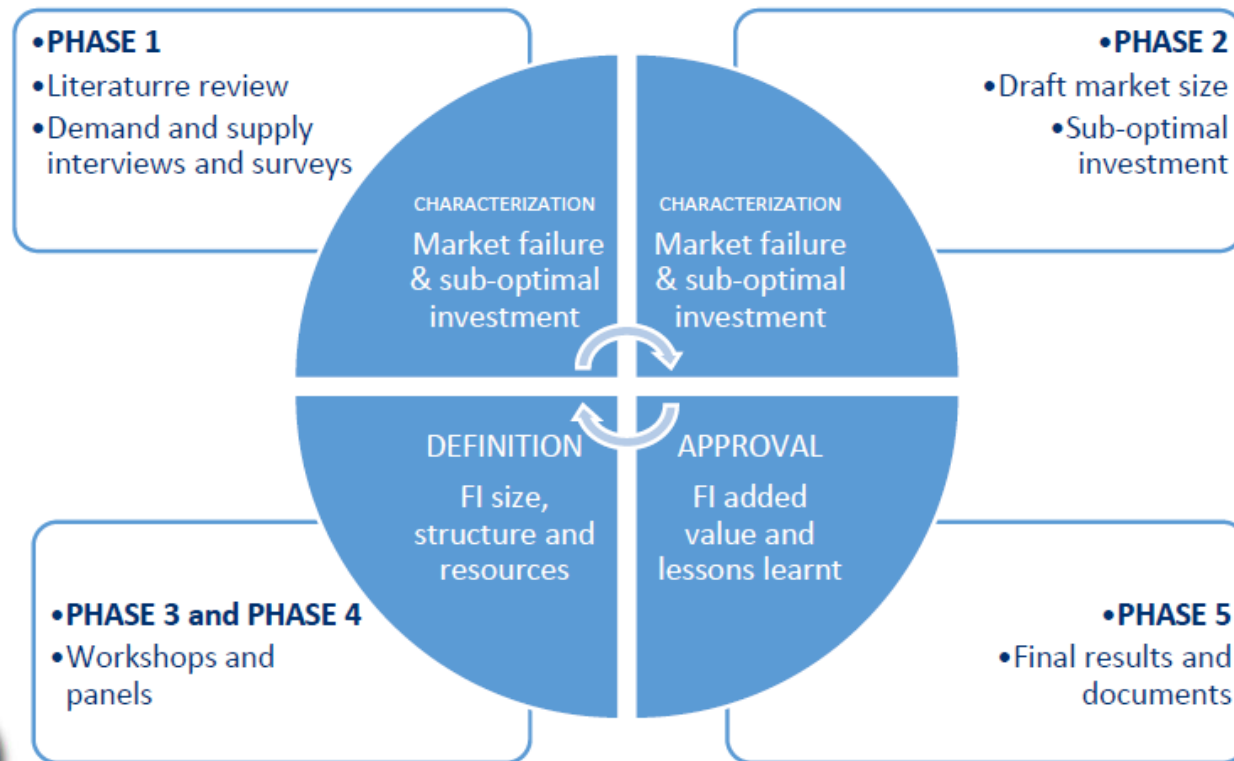 •PHASE 1
•Literaturre review
•Demand and supply
interviews and surveys
•PHASE 2
•Draft market size
•Sub-optimal
investment
CHARACTERIZATION
Market failure
& sub-optimal
investment
CHARACTERIZATION
Market failure
& sub-optimal
investment
DEFINITION
FI size,
structure and
resources
APPROVAL
FI added
value and
lessons learnt
•PHASE 3 and PHASE 4
•Workshops and
panels
•PHASE 5
•Final results and
documents